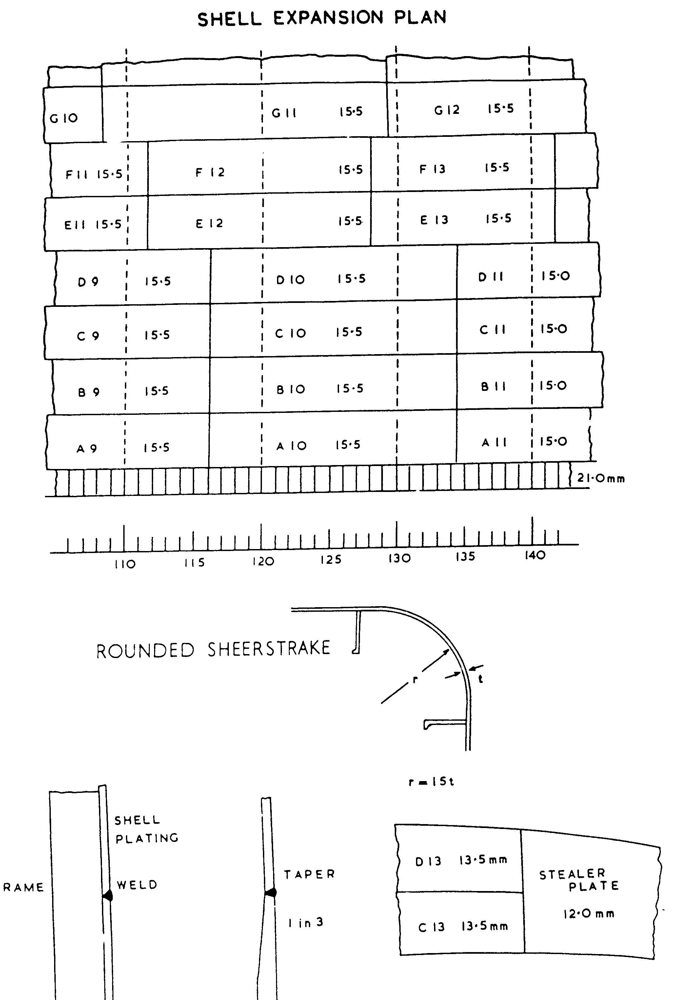 SHELL EXPANSION PLAN
G 10 G 11 15·5 G 12 15·5
F 11 15·5 F 12 15·5 F 13 15·5
E 11 15·5 E 12 15·5 E 13 15·5
D 9 15·5 D 10 15·5 D 11 15·0
C 9 15·5 C 10 15·5 C 11 15·0
B 9 15·5 B 10 15·5 B 11 15·0
A 9 15·5 A 10 15·5 A 11 15·0
21·0mm
110 115 120 125 130 135 140
ROUNDED SHEERSTRAKE
r
t
r = 15t
SHELL
PLATING
RAME
WELD
TAPER
1 in 3
D 13 13·5mm
C 13 13·5mm
STEALER
PLATE
12·0 mm